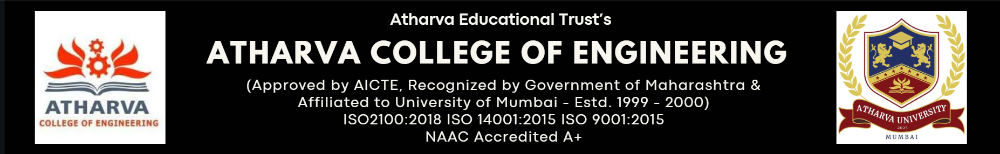 Atharva Educational Trust's
ATHARVA COLLEGE OF ENGINEERING
(Approved by AICTE, Recognized by Government of Maharashtra &
Affiliated to University of Mumbai - Estd. 1999 - 2000)
ISO2100:2018 ISO 14001:2015 ISO 9001:2015
NAAC Accredited A+
ATHARVA
COLLEGE OF ENGINEERING
ATHARVA UNIVERSITY
2025
MUMBAI